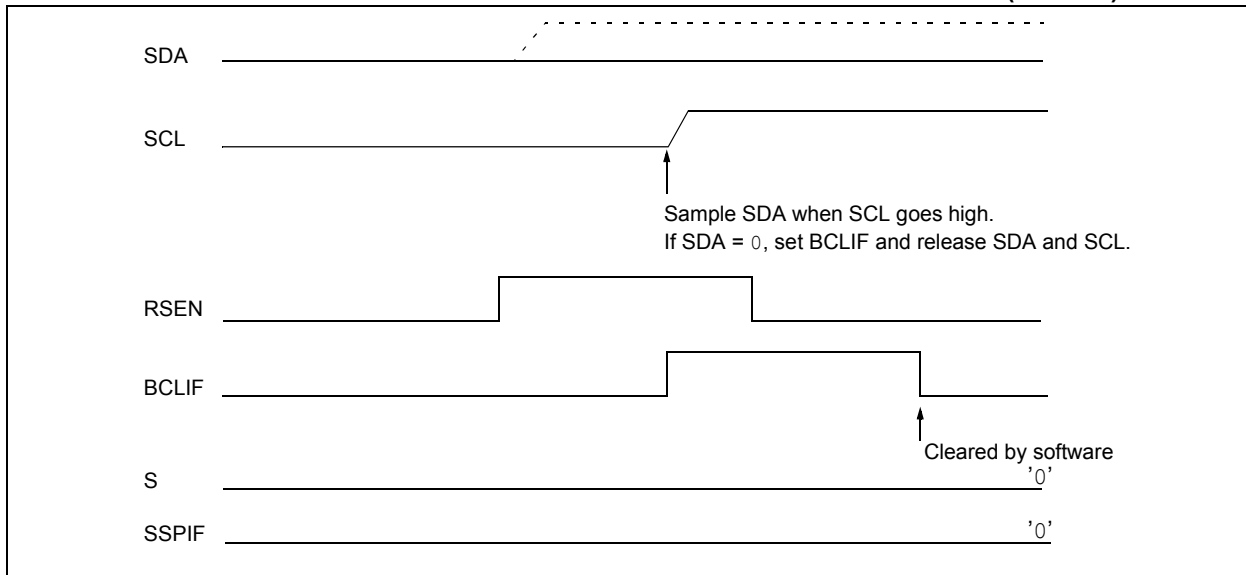 SDA
SCL
Sample SDA when SCL goes high.
If SDA = 0, set BCLIF and release SDA and SCL.
RSEN
BCLIF
Cleared by software
S '0'
SSPIF '0'